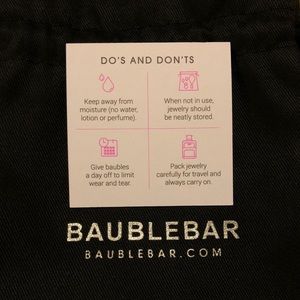 DO'S AND DON'TS
Keep away from
moisture (no water,
lotion or perfume).
When not in use,
jewelry should
be neatly stored.
Give baubles
a day off to limit
wear and tear.
Pack jewelry
carefully for travel and
always carry on.
BAUBLEBAR
BAUBLEBAR.COM